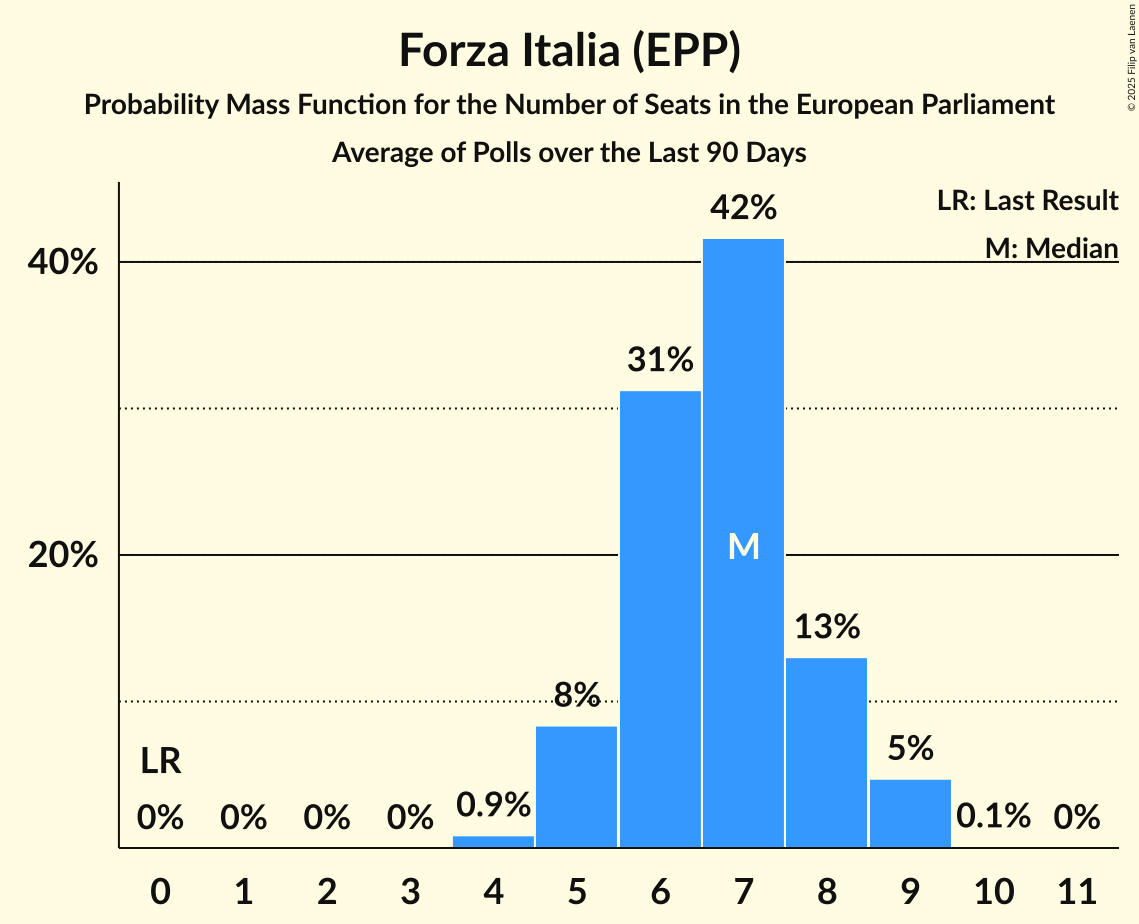 Forza Italia (EPP)
Probability Mass Function for the Number of Seats in the European Parliament
Average of Polls over the Last 90 Days
© 2025 Filip van Laenen
LR: Last Result
M: Median
40%
20%
LR
M
0%
0%
0%
0%
0.9%
8%
31%
42%
13%
5%
0.1%
0%
0 1 2 3 4 5 6 7 8 9 10 11